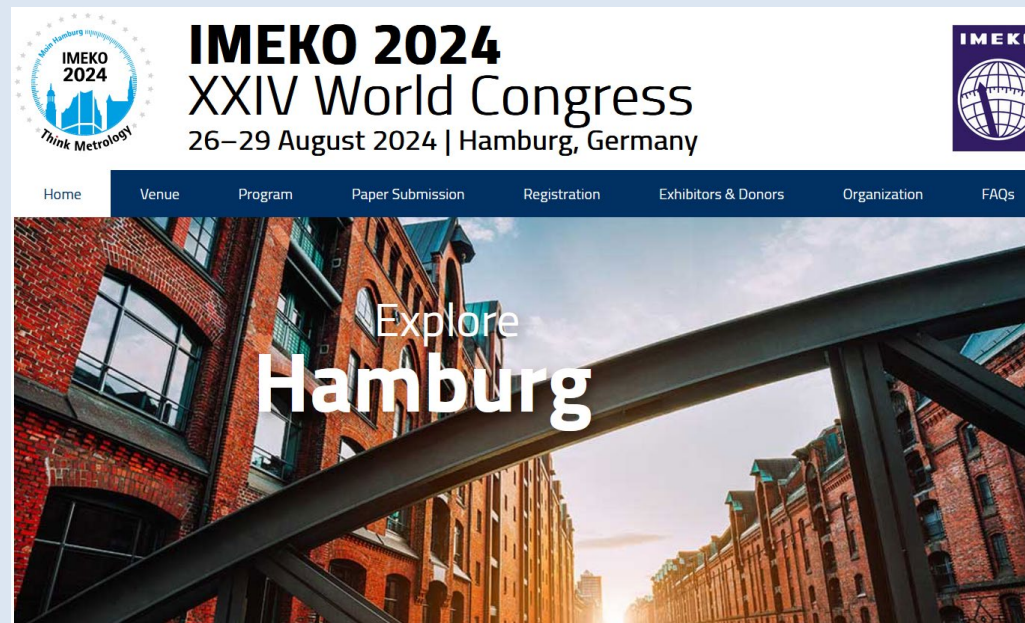 Moin Hamburg
IMEKO
2024
Think Metrology
IMEKO 2024
XXIV World Congress
26–29 August 2024 | Hamburg, Germany
IMEKO
Home Venue Program Paper Submission Registration Exhibitors & Donors Organization FAQs
Explore
Hamburg